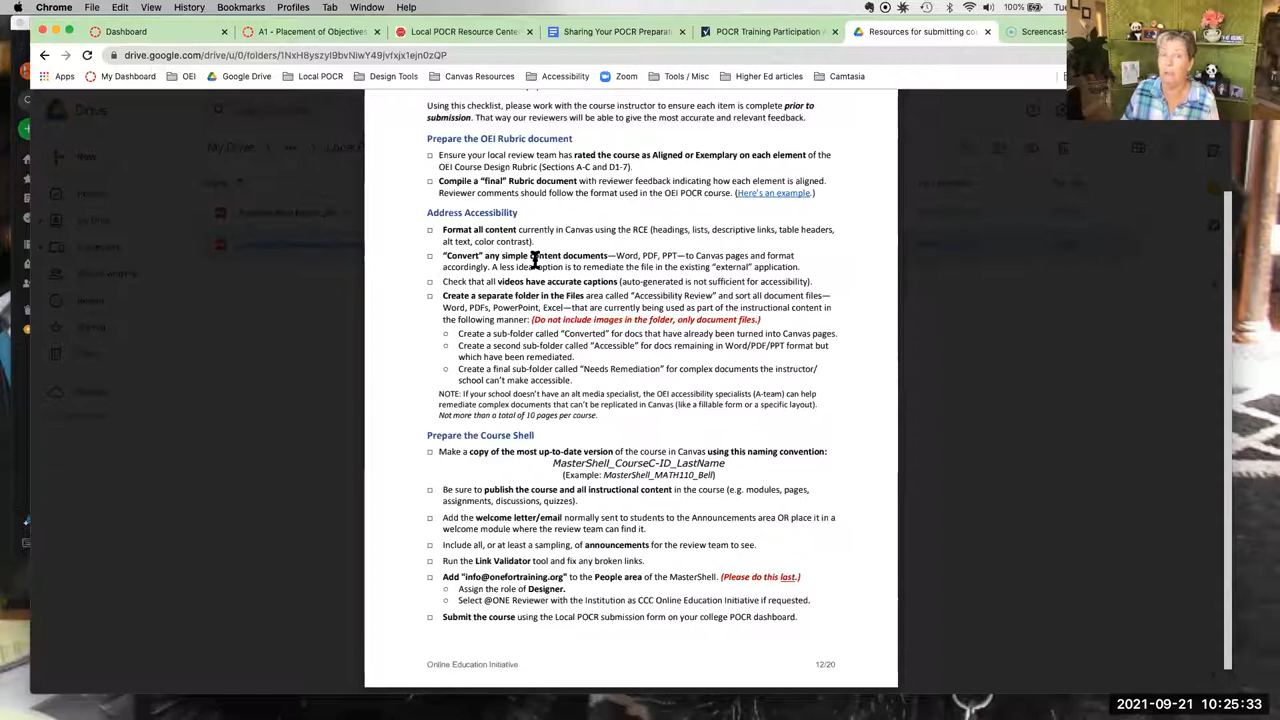 Chrome File Edit View History Bookmarks Profiles Tab Window Help 100% Tue
Dashboard
A1 - Placement of Objectives
Local POCR Resource Center
Sharing Your POCR Preparat
POCR Training Participation A
Resources for submitting cou
Screencast-
drive.google.com/drive/u/0/folders/1NxH8yszyI9bvNiwY49jvfxjx1ejn0zQP
Apps My Dashboard OEI Google Drive Local POCR Design Tools Canvas Resources Accessibility Zoom Tools / Misc Higher Ed articles Camtasia
Drive
New
My Drive
Using this checklist, please work with the course instructor to ensure each item is complete prior to
submission. That way our reviewers will be able to give the most accurate and relevant feedback.
Prepare the OEI Rubric document
□ Ensure your local review team has rated the course as Aligned or Exemplary on each element of the
OEI Course Design Rubric (Sections A-C and D1-7).
□ Compile a “final” Rubric document with reviewer feedback indicating how each element is aligned.
Reviewer comments should follow the format used in the OEI POCR course. (Here’s an example.)
Address Accessibility
□ Format all content currently in Canvas using the RCE (headings, lists, descriptive links, table headers,
alt text, color contrast).
□ “Convert” any simple content documents—Word, PDF, PPT—to Canvas pages and format
accordingly. A less ideal option is to remediate the file in the existing “external” application.
□ Check that all videos have accurate captions (auto-generated is not sufficient for accessibility).
□ Create a separate folder in the Files area called “Accessibility Review” and sort all document files—
Word, PDFs, PowerPoint, Excel—that are currently being used as part of the instructional content in
the following manner: (Do not include images in the folder, only document files.)
○ Create a sub-folder called “Converted” for docs that have already been turned into Canvas pages.
○ Create a second sub-folder called “Accessible” for docs remaining in Word/PDF/PPT format but
which have been remediated.
○ Create a final sub-folder called “Needs Remediation” for complex documents the instructor/
school can’t make accessible.
NOTE: If your school doesn’t have an alt media specialist, the OEI accessibility specialists (A-team) can help
remediate complex documents that can’t be replicated in Canvas (like a fillable form or a specific layout).
Not more than a total of 10 pages per course.
Prepare the Course Shell
□ Make a copy of the most up-to-date version of the course in Canvas using this naming convention:
MasterShell_CourseC-ID_LastName
(Example: MasterShell_MATH110_Bell)
□ Be sure to publish the course and all instructional content in the course (e.g. modules, pages,
assignments, discussions, quizzes).
□ Add the welcome letter/email normally sent to students to the Announcements area OR place it in a
welcome module where the review team can find it.
□ Include all, or at least a sampling, of announcements for the review team to see.
□ Run the Link Validator tool and fix any broken links.
□ Add "info@onefortraining.org" to the People area of the MasterShell. (Please do this last.)
○ Assign the role of Designer.
○ Select @ONE Reviewer with the Institution as CCC Online Education Initiative if requested.
□ Submit the course using the Local POCR submission form on your college POCR dashboard.
Online Education Initiative 12/20
2021-09-21 10:25:33